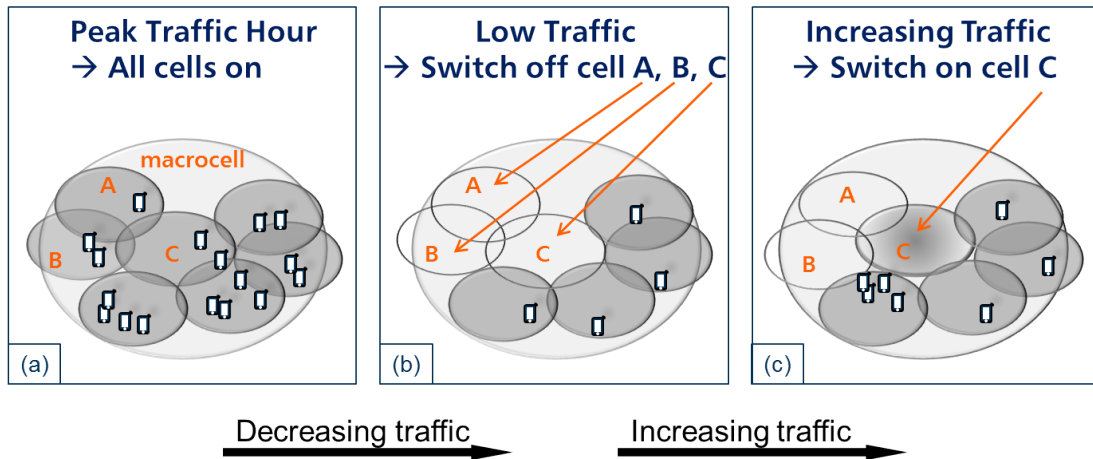 Peak Traffic Hour
→ All cells on
macrocell
A
B
C
(a)
Low Traffic
→ Switch off cell A, B, C
A
B
C
(b)
Increasing Traffic
→ Switch on cell C
A
B
C
(c)
Decreasing traffic
Increasing traffic